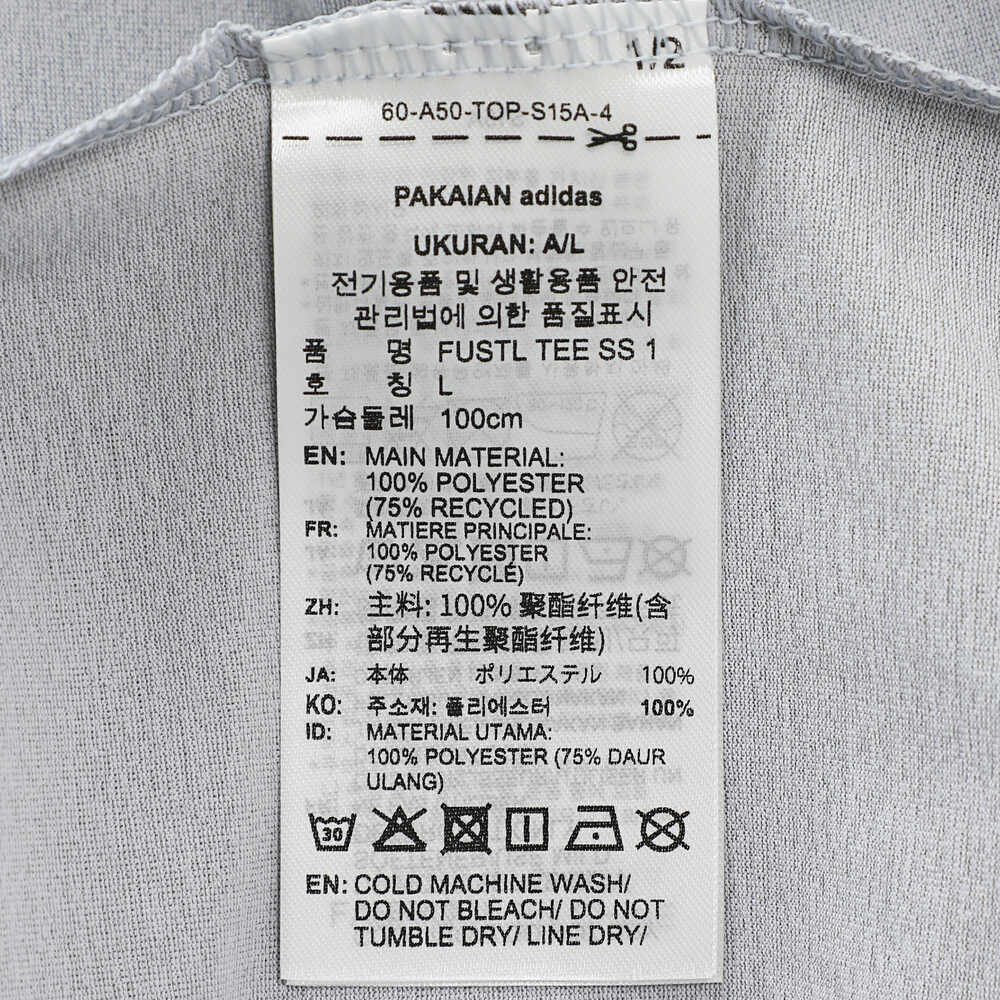 1/2
60-A50-TOP-S15A-4
PAKAIAN adidas
UKURAN: A/L
전기용품 및 생활용품 안전
관리법에 의한 품질표시
품 명 FUSTL TEE SS 1
호 칭 L
가슴둘레 100cm
EN: MAIN MATERIAL:
100% POLYESTER
(75% RECYCLED)
FR: MATIERE PRINCIPALE:
100% POLYESTER
(75% RECYCLÉ)
ZH: 主料: 100% 聚酯纤维(含
部分再生聚酯纤维)
JA: 本体 ポリエステル 100%
KO: 주소재: 폴리에스터 100%
ID: MATERIAL UTAMA:
100% POLYESTER (75% DAUR
ULANG)
30
EN: COLD MACHINE WASH/
DO NOT BLEACH/ DO NOT
TUMBLE DRY/ LINE DRY/